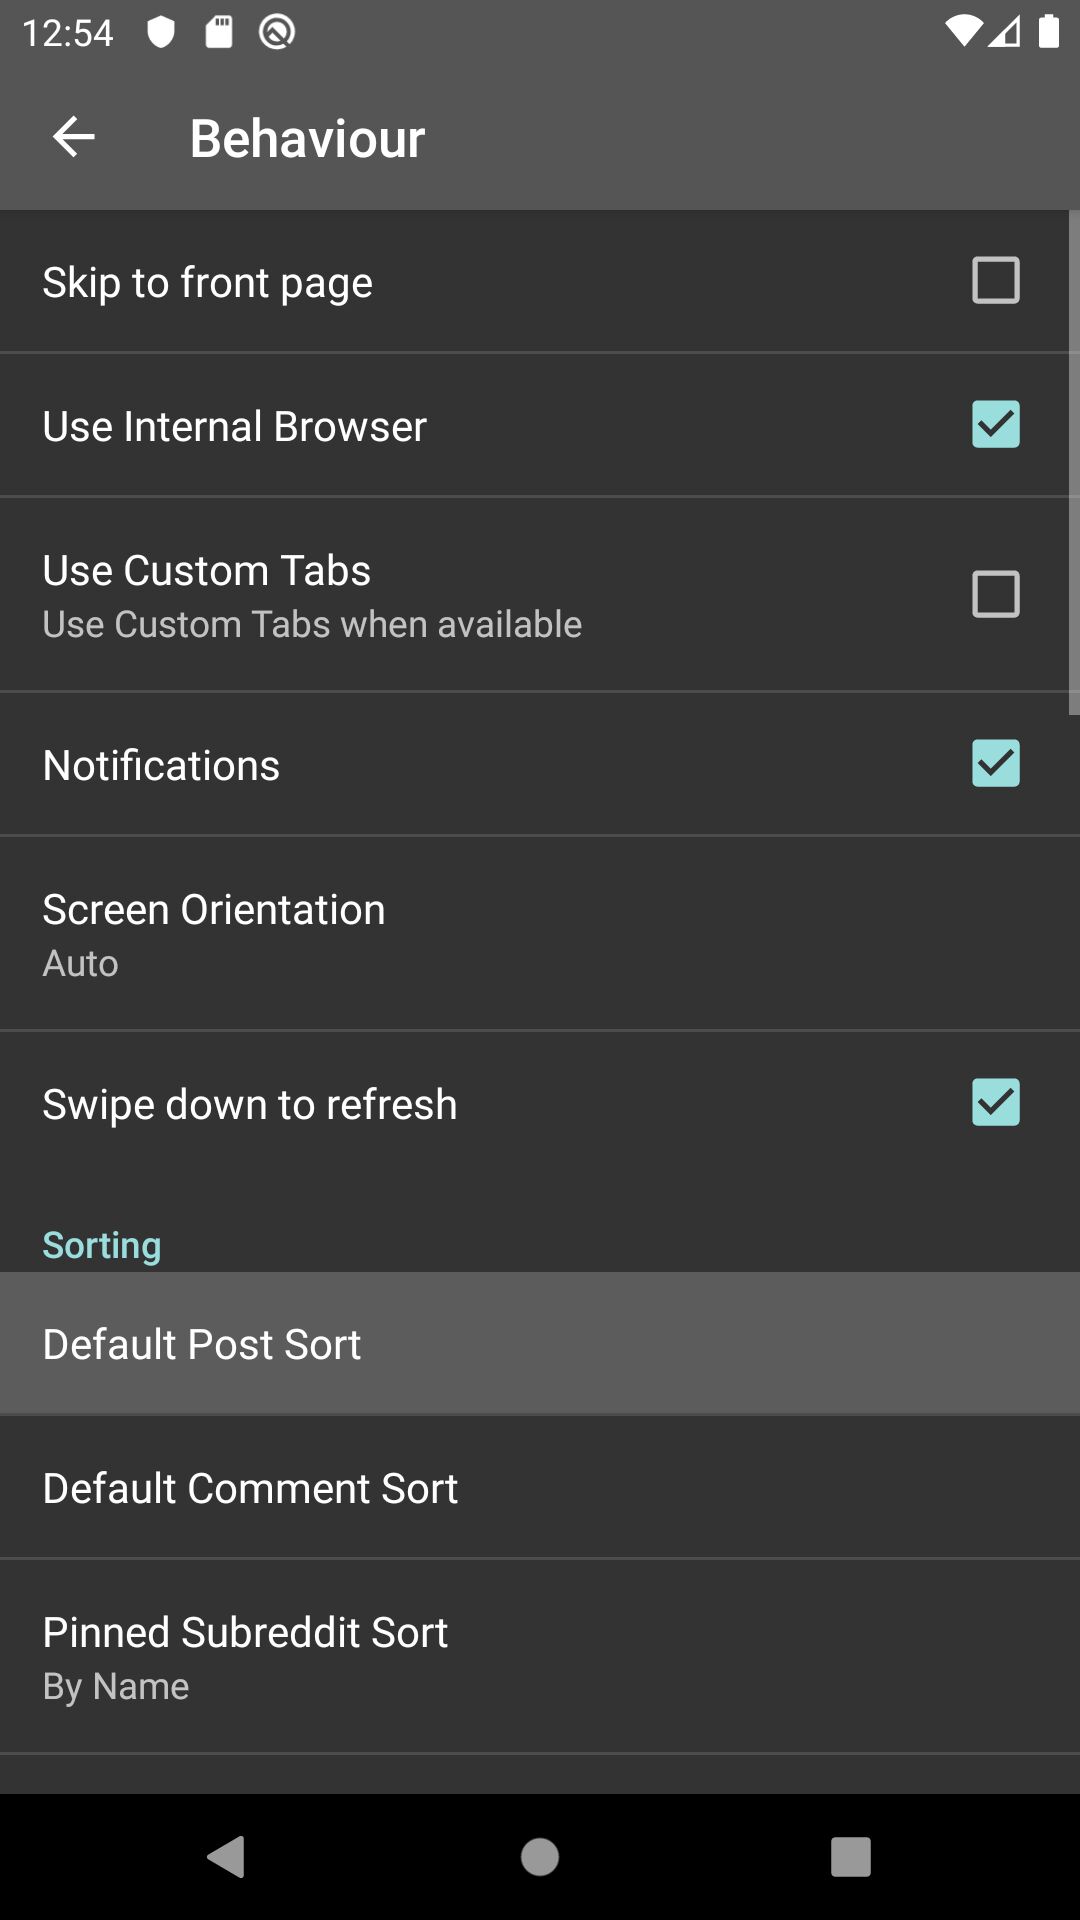 12:54
Behaviour
Skip to front page
Use Internal Browser
Use Custom Tabs
Use Custom Tabs when available
Notifications
Screen Orientation
Auto
Swipe down to refresh
Sorting
Default Post Sort
Default Comment Sort
Pinned Subreddit Sort
By Name